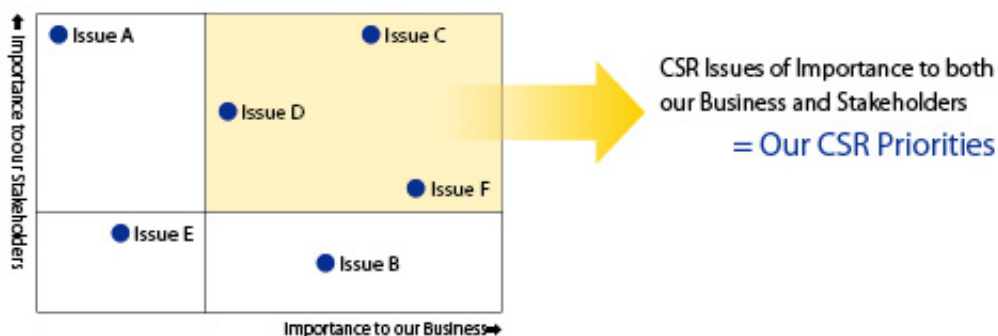 Importance to our Stakeholders
Issue A
Issue C
Issue D
Issue F
Issue E
Issue B
Importance to our Business
CSR Issues of Importance to both
our Business and Stakeholders
= Our CSR Priorities